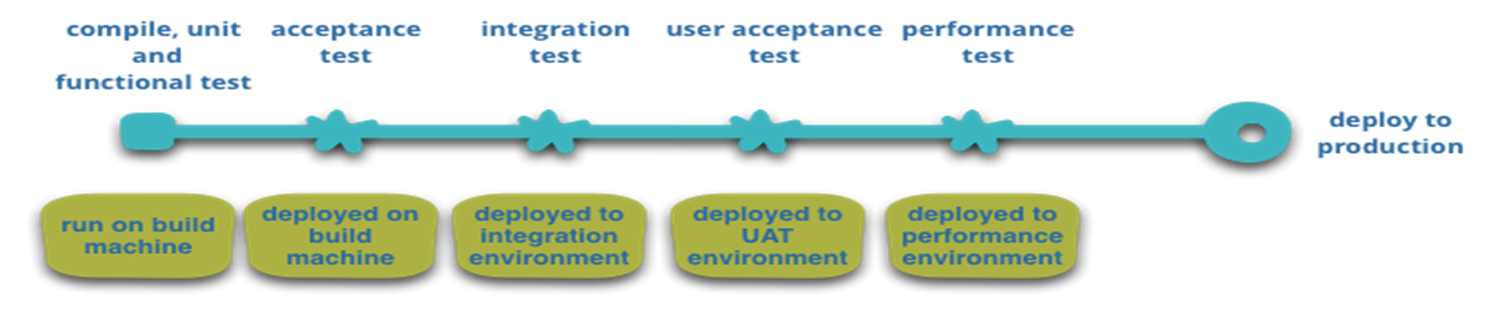 compile, unit
and
functional test
acceptance
test
integration
test
user acceptance
test
performance
test
deploy to
production
run on build
machine
deployed on
build
machine
deployed to
integration
environment
deployed to
UAT
environment
deployed to
performance
environment